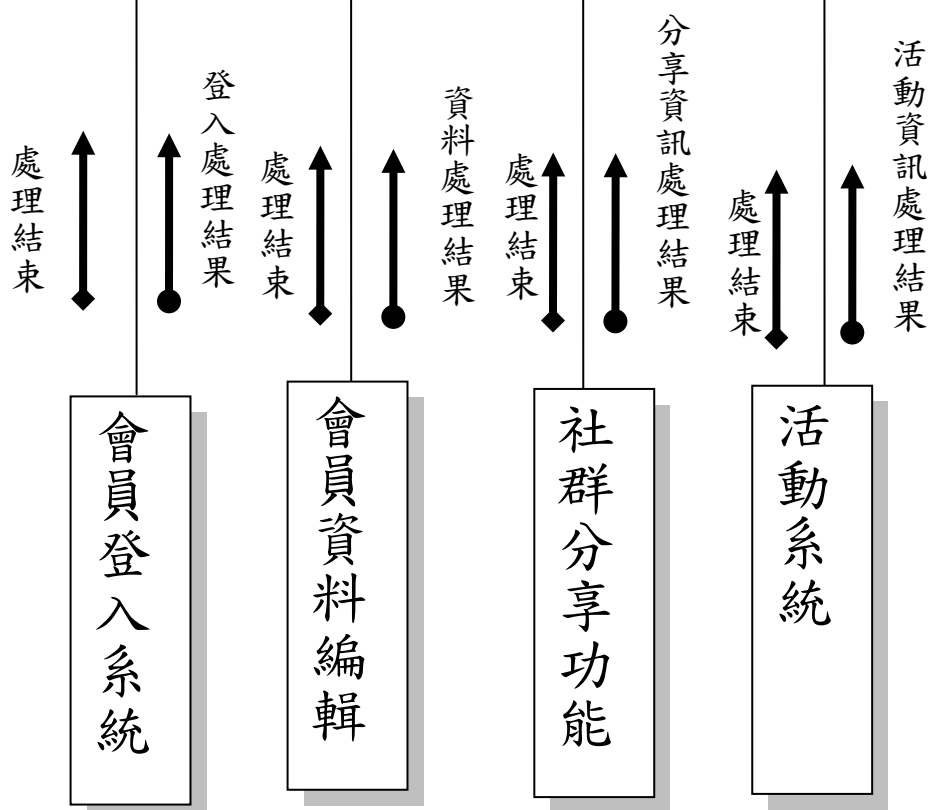 處理結束
登入處理結果
處理結束
資料處理結果
處理結束
分享資訊處理結果
處理結束
活動資訊處理結果
會員登入系統
會員資料編輯
社群分享功能
活動系統